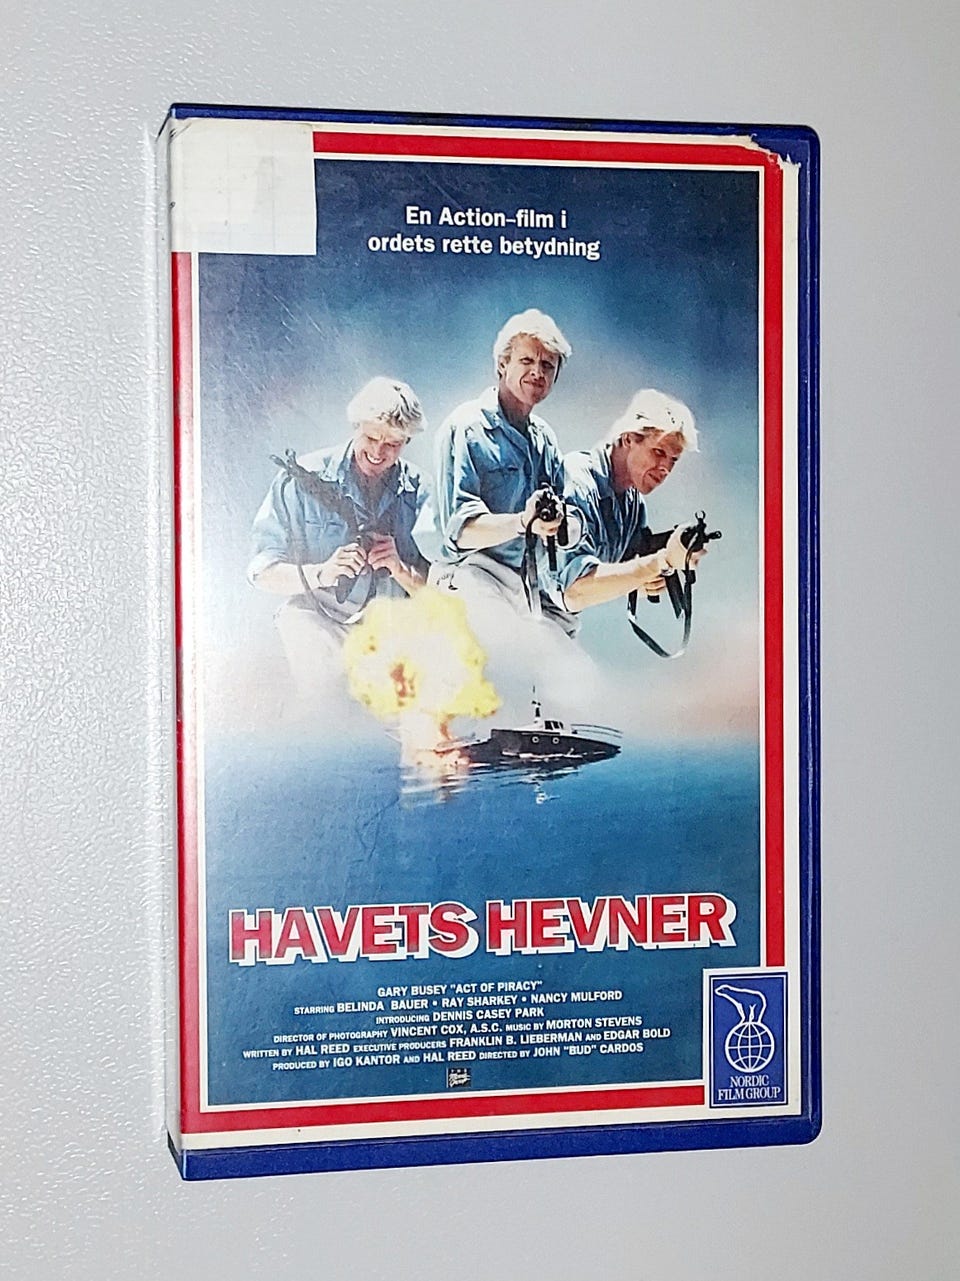 En Action-film i
ordets rette betydning
HAVETS HEVNER
GARY BUSEY "ACT OF PIRACY"
STARRING BELINDA BAUER • RAY SHARKEY • NANCY MULFORD
INTRODUCING DENNIS CASEY PARK
DIRECTOR OF PHOTOGRAPHY VINCENT COX, A.S.C. MUSIC BY MORTON STEVENS
WRITTEN BY HAL REED EXECUTIVE PRODUCERS FRANKLIN B. LIEBERMAN AND EDGAR BOLD
PRODUCED BY IGO KANTOR AND HAL REED DIRECTED BY JOHN "BUD" CARDOS
NORDIC
FILM GROUP